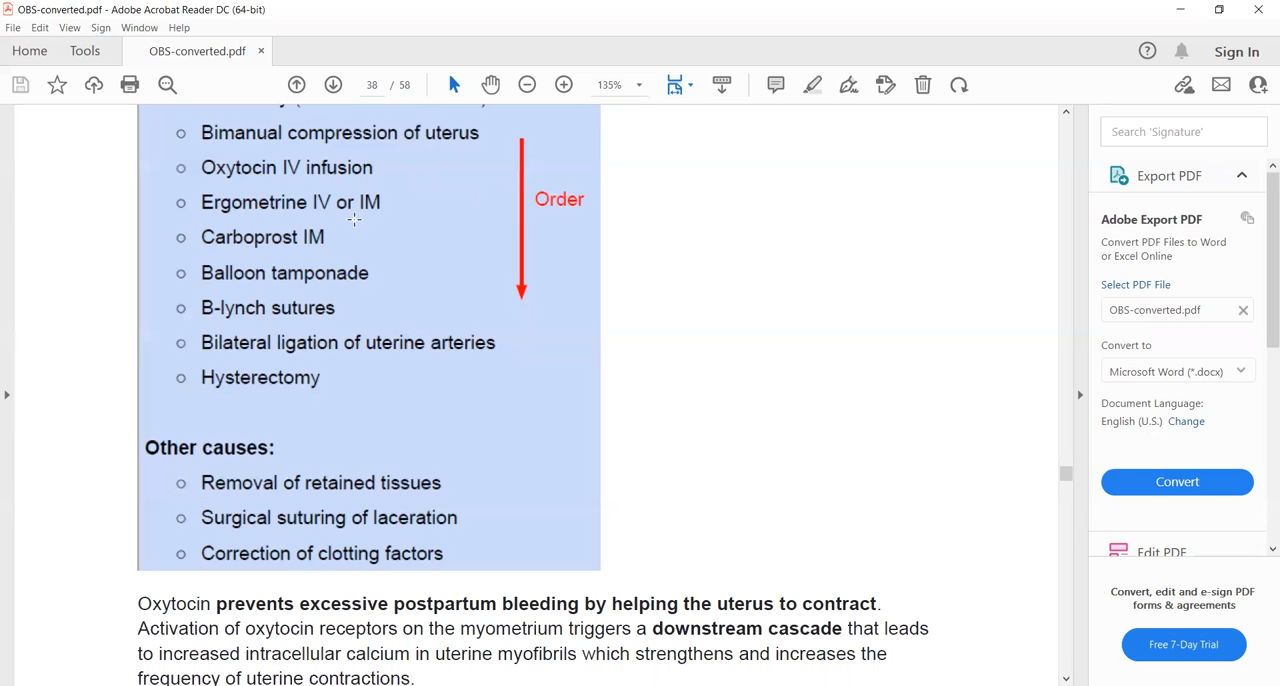 OBS-converted.pdf - Adobe Acrobat Reader DC (64-bit)
File Edit View Sign Window Help
Home Tools OBS-converted.pdf × Sign In
38 / 58 135%
Bimanual compression of uterus
Oxytocin IV infusion
Ergometrine IV or IM
Carboprost IM
Balloon tamponade
B-lynch sutures
Bilateral ligation of uterine arteries
Hysterectomy
Order
Other causes:
Removal of retained tissues
Surgical suturing of laceration
Correction of clotting factors
Oxytocin prevents excessive postpartum bleeding by helping the uterus to contract.
Activation of oxytocin receptors on the myometrium triggers a downstream cascade that leads
to increased intracellular calcium in uterine myofibrils which strengthens and increases the
frequency of uterine contractions.
Search 'Signature'
Export PDF
Adobe Export PDF
Convert PDF Files to Word
or Excel Online
Select PDF File
OBS-converted.pdf
Convert to
Microsoft Word (*.docx)
Document Language:
English (U.S.) Change
Convert
Edit PDF
Convert, edit and e-sign PDF
forms & agreements
Free 7-Day Trial